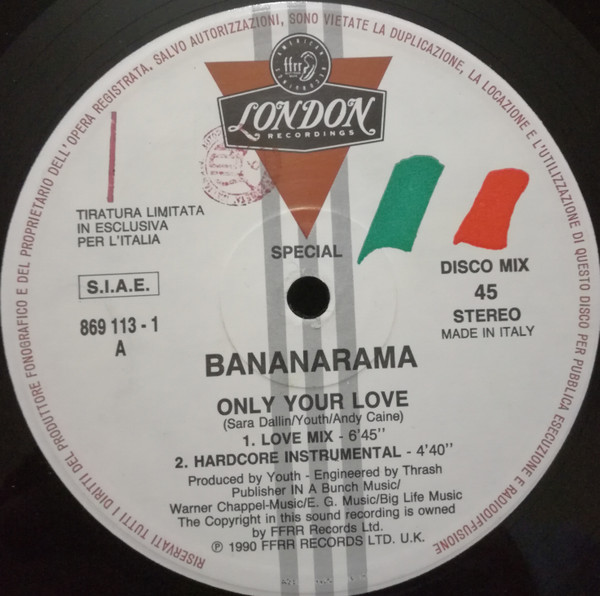 RISERVATI TUTTI I DIRITTI DEL PRODUTTORE FONOGRAFICO E DEL PROPRIETARIO DELL'OPERA REGISTRATA. SALVO AUTORIZZAZIONI, SONO VIETATE LA DUPLICAZIONE, LA LOCAZIONE E L'UTILIZZAZIONE DI QUESTO DISCO PER PUBBLICA ESECUZIONE E RADIODIFFUSIONE
ffrr
LONDON
RECORDINGS
TIRATURA LIMITATA
IN ESCLUSIVA
PER L'ITALIA
SPECIAL
S.I.A.E.
869 113 - 1
A
DISCO MIX
45
STEREO
MADE IN ITALY
BANANARAMA
ONLY YOUR LOVE
(Sara Dallin/Youth/Andy Caine)
1. LOVE MIX - 6'45''
2. HARDCORE INSTRUMENTAL - 4'40''
Produced by Youth - Engineered by Thrash
Publisher IN A Bunch Music/
Warner Chappel-Music/E. G. Music/Big Life Music
The Copyright in this sound recording is owned
by FFRR Records Ltd.
℗ 1990 FFRR RECORDS LTD. U.K.